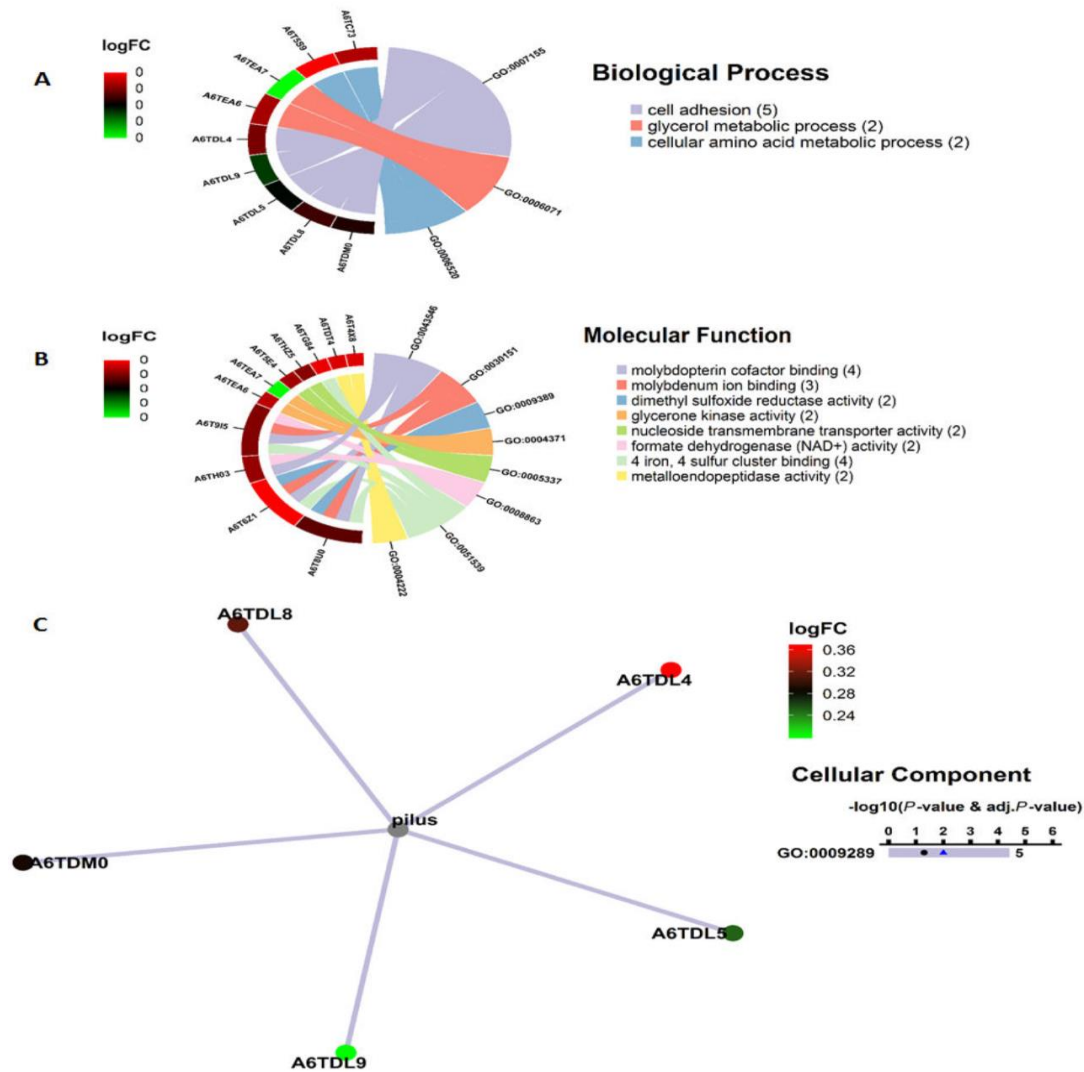 A
logFC
0
0
0
0
0
A6TC73
A6T5S9
A6TEA7
A6TEA6
A6TDL4
A6TDL9
A6TDL5
A6TDL8
A6TDM0
GO:0007155
GO:0006071
GO:0006520
Biological Process
cell adhesion (5)
glycerol metabolic process (2)
cellular amino acid metabolic process (2)
B
logFC
0
0
0
0
0
A6T4X8
A6TDT4
A6TG84
A6THZ5
A6T5E4
A6TEA7
A6TEA6
A6T9I5
A6TH03
A6T6Z1
A6T8U0
GO:0043546
GO:0030151
GO:0009389
GO:0004371
GO:0005337
GO:0008863
GO:0051539
GO:0004222
Molecular Function
molybdopterin cofactor binding (4)
molybdenum ion binding (3)
dimethyl sulfoxide reductase activity (2)
glycerone kinase activity (2)
nucleoside transmembrane transporter activity (2)
formate dehydrogenase (NAD+) activity (2)
4 iron, 4 sulfur cluster binding (4)
metalloendopeptidase activity (2)
C
A6TDL8
A6TDL4
pilus
A6TDM0
A6TDL5
A6TDL9
logFC
0.36
0.32
0.28
0.24
Cellular Component
-log10(P-value & adj.P-value)
0 1 2 3 4 5 6
GO:0009289 5